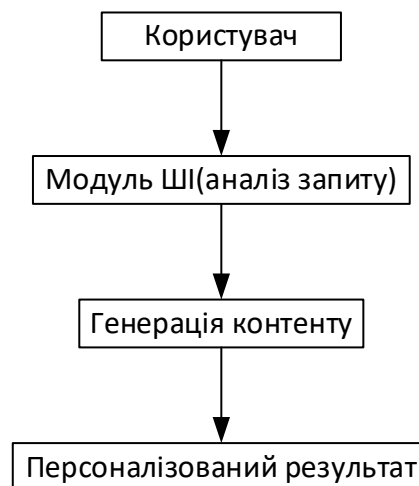 Користувач
Модуль ШІ(аналіз запиту)
Генерація контенту
Персоналізований результат